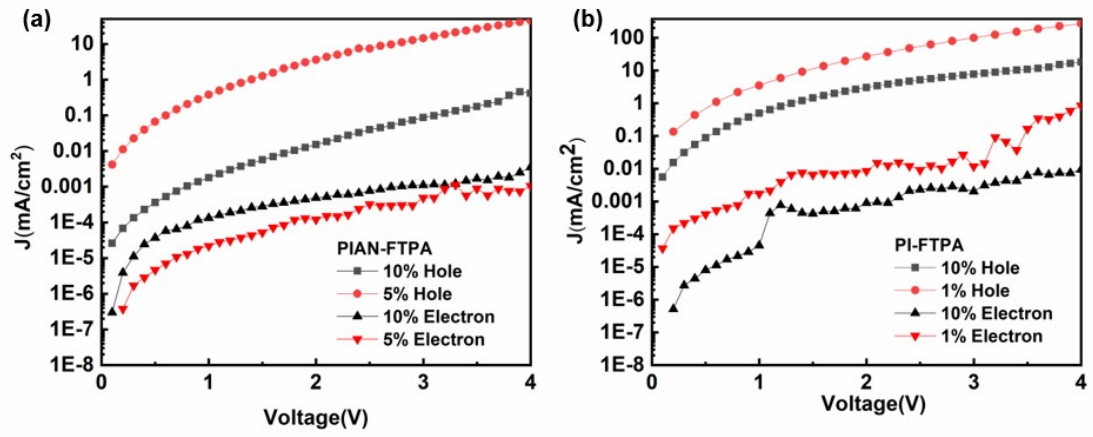 (a)
J(mA/cm²)
10
1
0.1
0.01
0.001
1E-4
1E-5
1E-6
1E-7
1E-8
PIAN-FTPA
10% Hole
5% Hole
10% Electron
5% Electron
0 1 2 3 4
Voltage(V)
(b)
J(mA/cm²)
100
10
1
0.1
0.01
0.001
1E-4
1E-5
1E-6
1E-7
1E-8
PI-FTPA
10% Hole
1% Hole
10% Electron
1% Electron
0 1 2 3 4
Voltage(V)